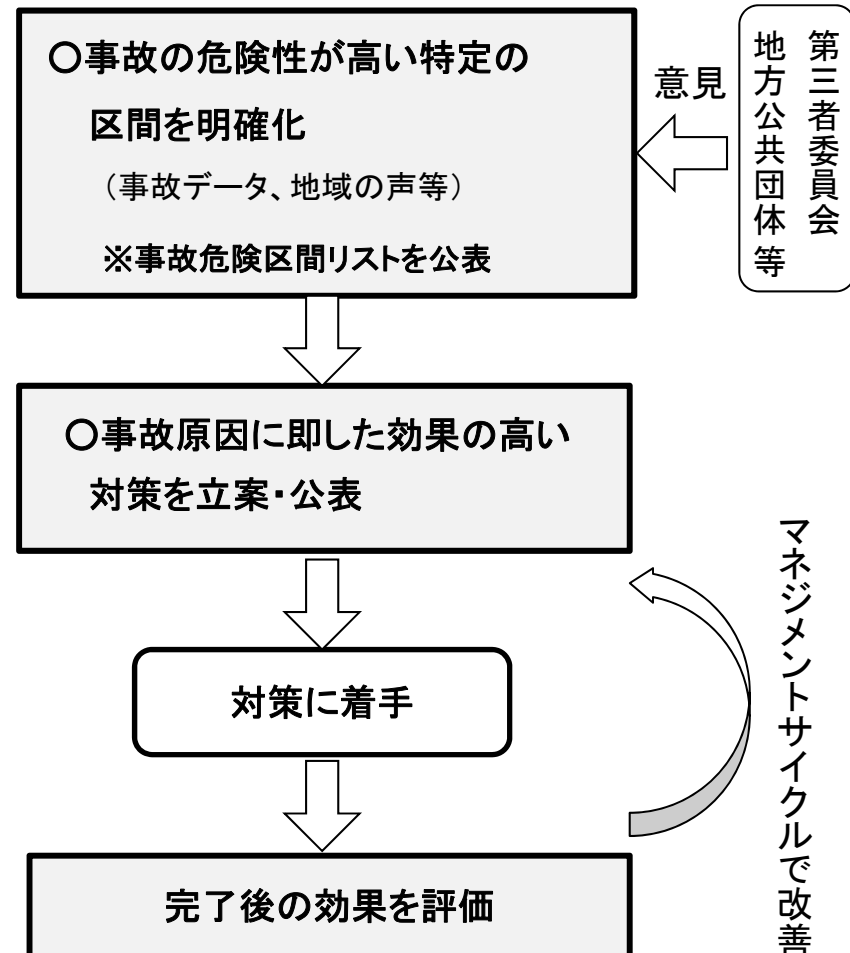 〇事故の危険性が高い特定の
区間を明確化
（事故データ、地域の声等）
※事故危険区間リストを公表
意見
第三者委員会
地方公共団体 等
〇事故原因に即した効果の高い
対策を立案・公表
対策に着手
完了後の効果を評価
マネジメントサイクルで改善